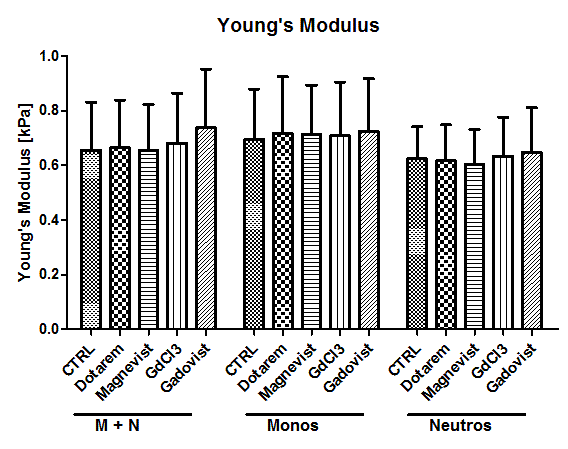 Young's Modulus
Young's Modulus [kPa]
1.0
0.8
0.6
0.4
0.2
0.0
CTRL
Dotarem
Magnevist
GdCl3
Gadovist
CTRL
Dotarem
Magnevist
GdCl3
Gadovist
CTRL
Dotarem
Magnevist
GdCl3
Gadovist
M + N
Monos
Neutros